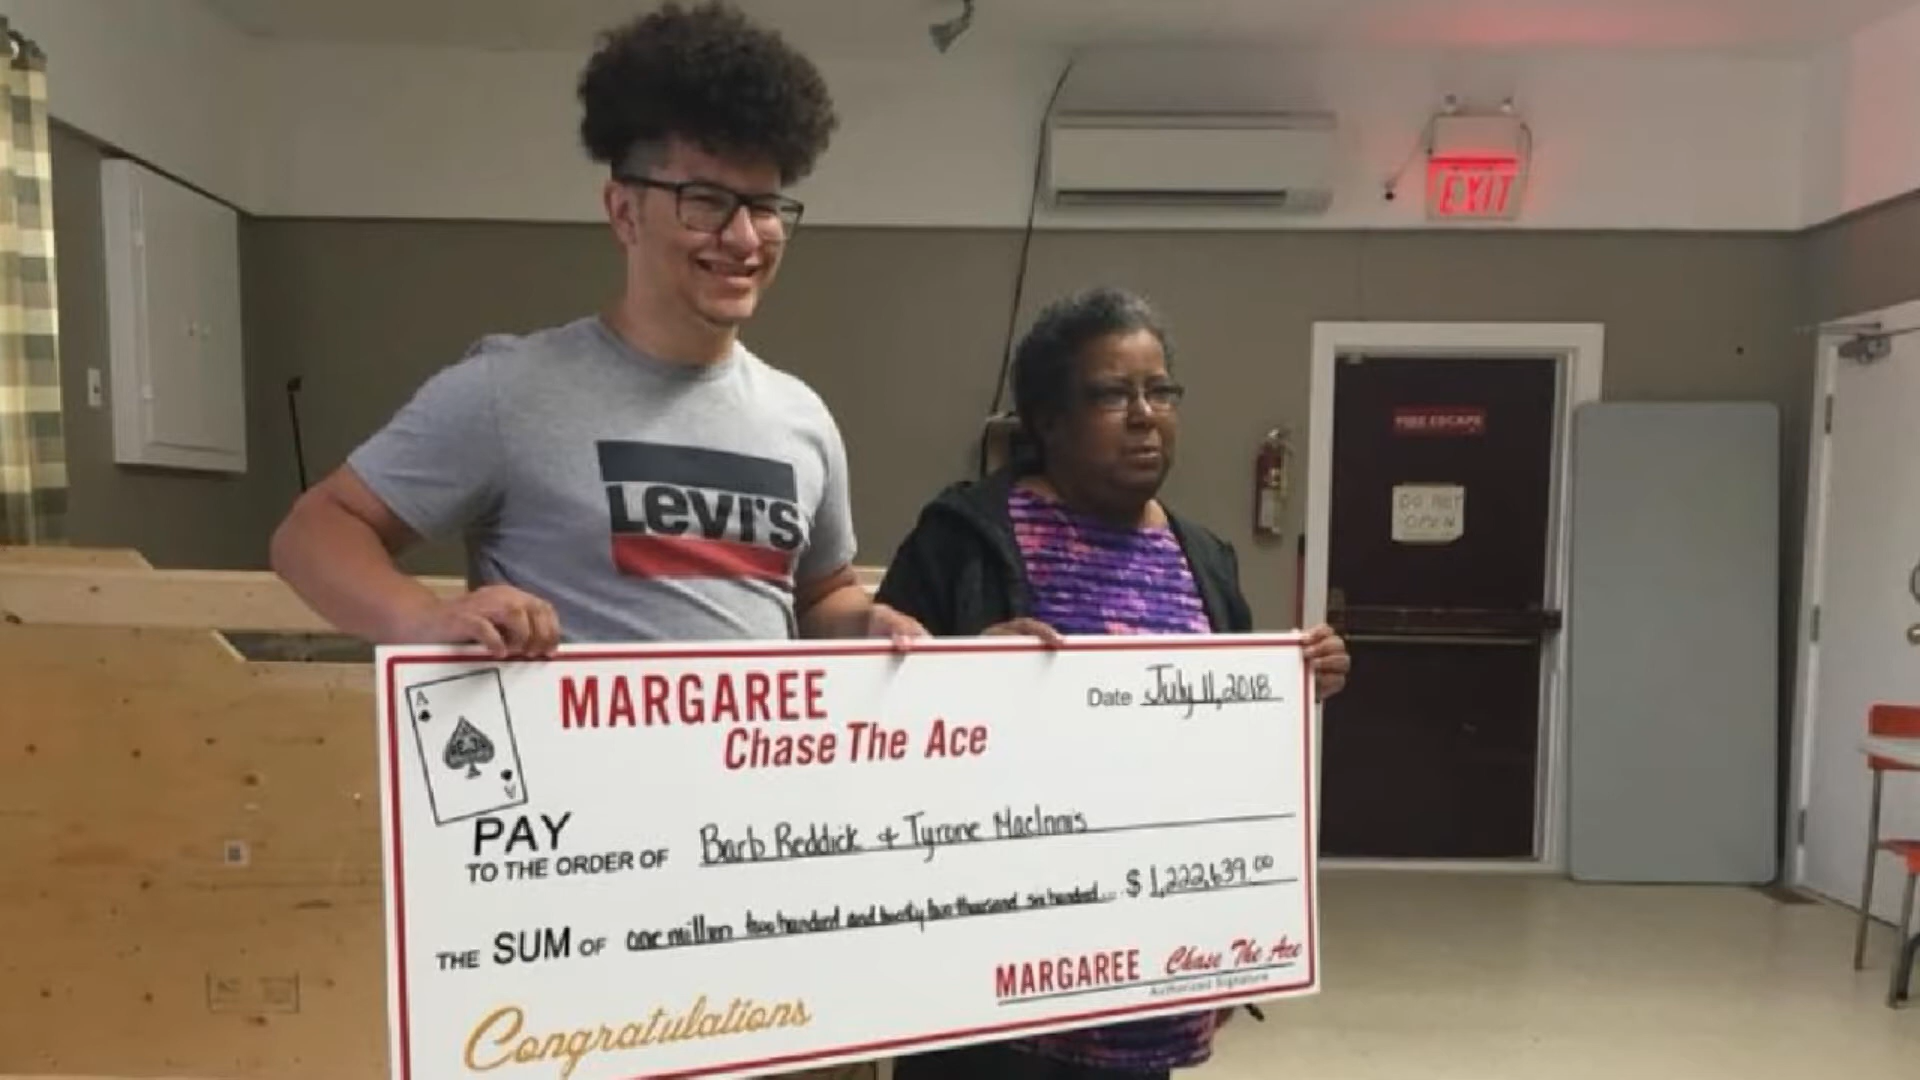 EXIT
LEVI'S
FIRE ESCAPE
DO NOT
OPEN
A
MARGAREE
Chase The Ace
Date July 11, 2018
PAY
TO THE ORDER OF Barb Reddick & Tyrone MacInnis
THE SUM OF one million two hundred and twenty two thousand six hundred... $ 1,222,639.00
MARGAREE Chase The Ace
Authorized Signature
Congratulations
A